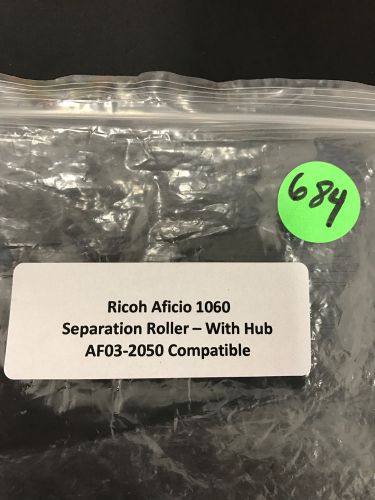 684
Ricoh Aficio 1060
Separation Roller – With Hub
AF03-2050 Compatible